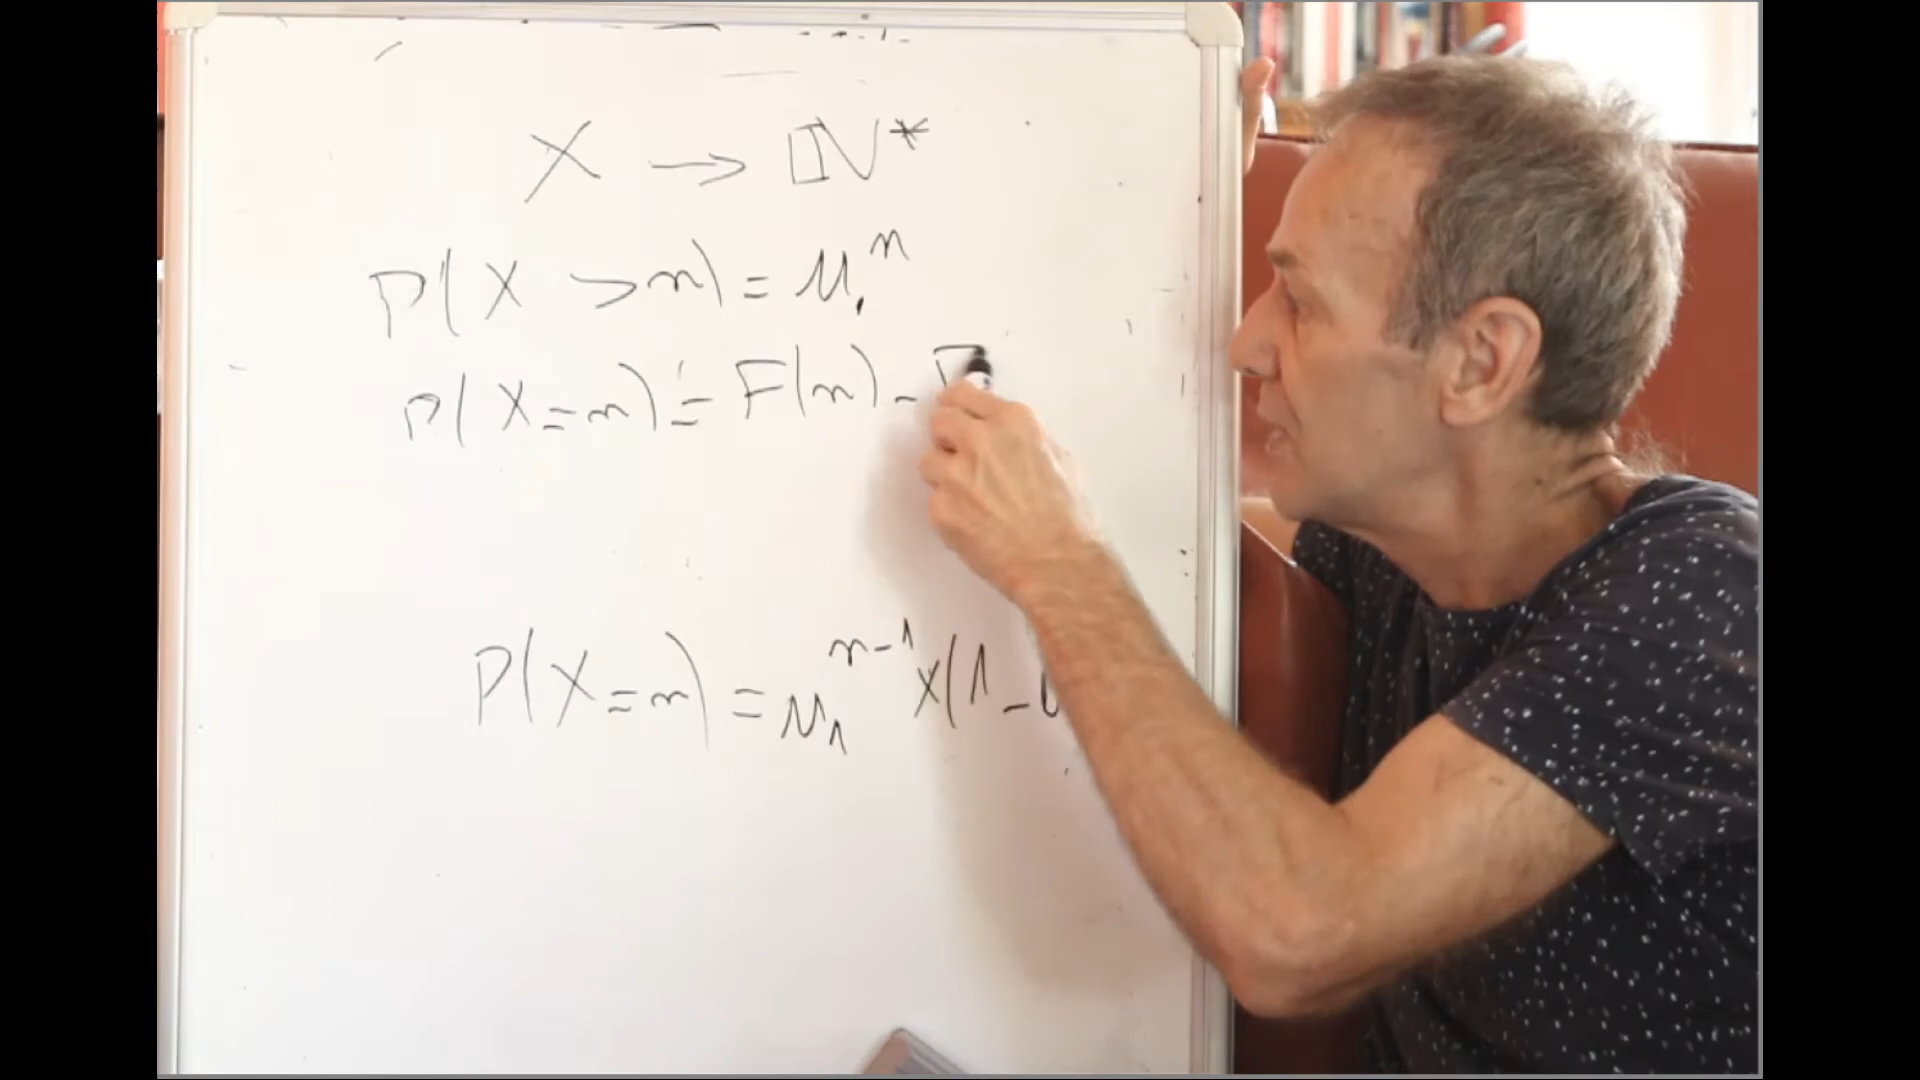 X → ℕ*
P(X > n) = u₁ⁿ
P(X = n) = F(n) - F
P(X = n) = u₁ⁿ⁻¹ × (1 - u